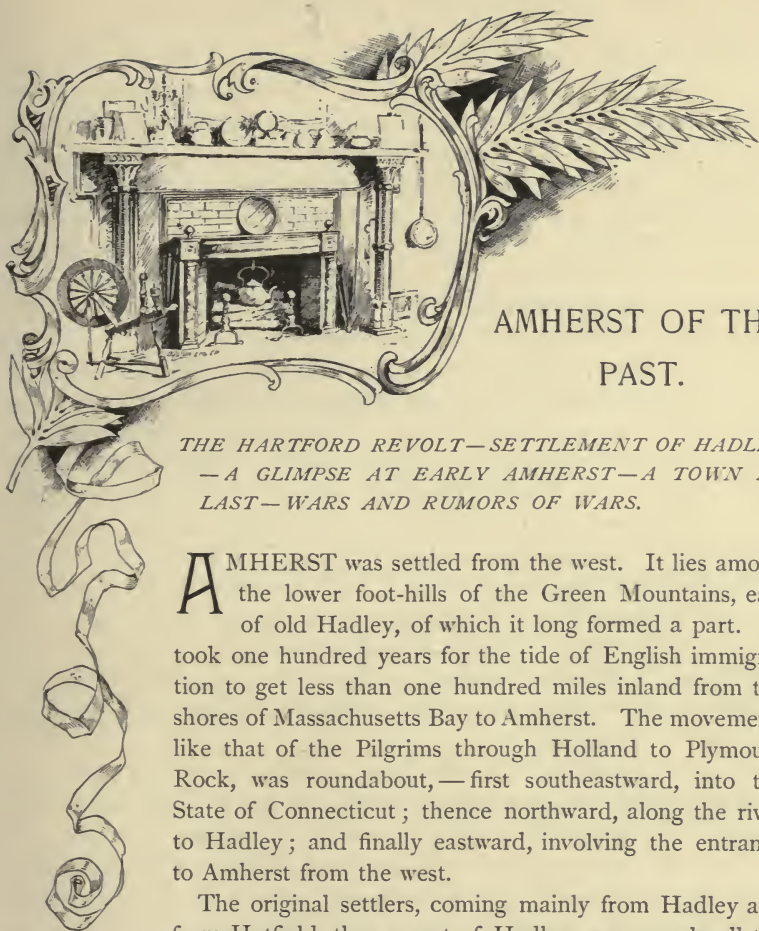 AMHERST OF TH
PAST.
THE HARTFORD REVOLT—SETTLEMENT OF HADL
— A GLIMPSE AT EARLY AMHERST—A TOWN A
LAST— WARS AND RUMORS OF WARS.
AMHERST was settled from the west. It lies amo
the lower foot-hills of the Green Mountains, ea
of old Hadley, of which it long formed a part.
took one hundred years for the tide of English immigr
tion to get less than one hundred miles inland from t
shores of Massachusetts Bay to Amherst. The moveme
like that of the Pilgrims through Holland to Plymou
Rock, was roundabout, — first southeastward, into t
State of Connecticut; thence northward, along the riv
to Hadley; and finally eastward, involving the entran
to Amherst from the west.
The original settlers, coming mainly from Hadley a